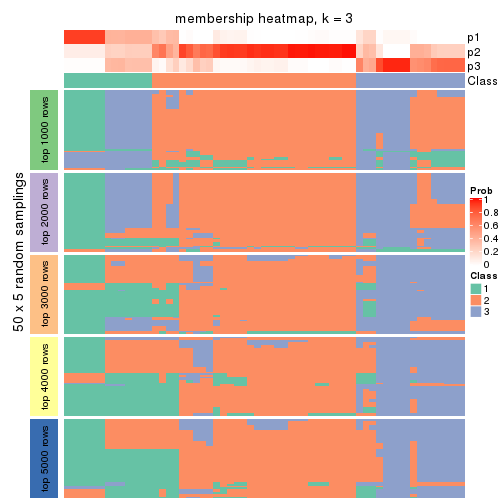 membership heatmap, k = 3
p1
p2
p3
Class
50 x 5 random samplings
top 1000 rows
top 2000 rows
top 3000 rows
top 4000 rows
top 5000 rows
Prob
1
0.8
0.6
0.4
0.2
0
Class
1
2
3